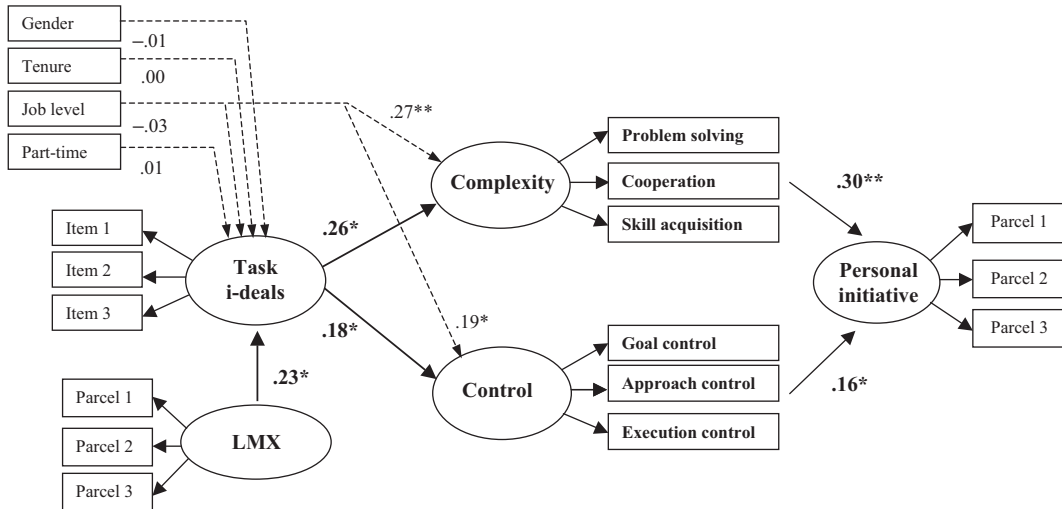 Gender
−.01
Tenure
.00
Job level
−.03
Part-time
.01
.27**
Complexity
Problem solving
Cooperation
Skill acquisition
.30**
Item 1
Item 2
Item 3
Task
i-deals
.26*
.18*
.19*
Control
Goal control
Approach control
Execution control
.16*
Personal
initiative
Parcel 1
Parcel 2
Parcel 3
.23*
LMX
Parcel 1
Parcel 2
Parcel 3